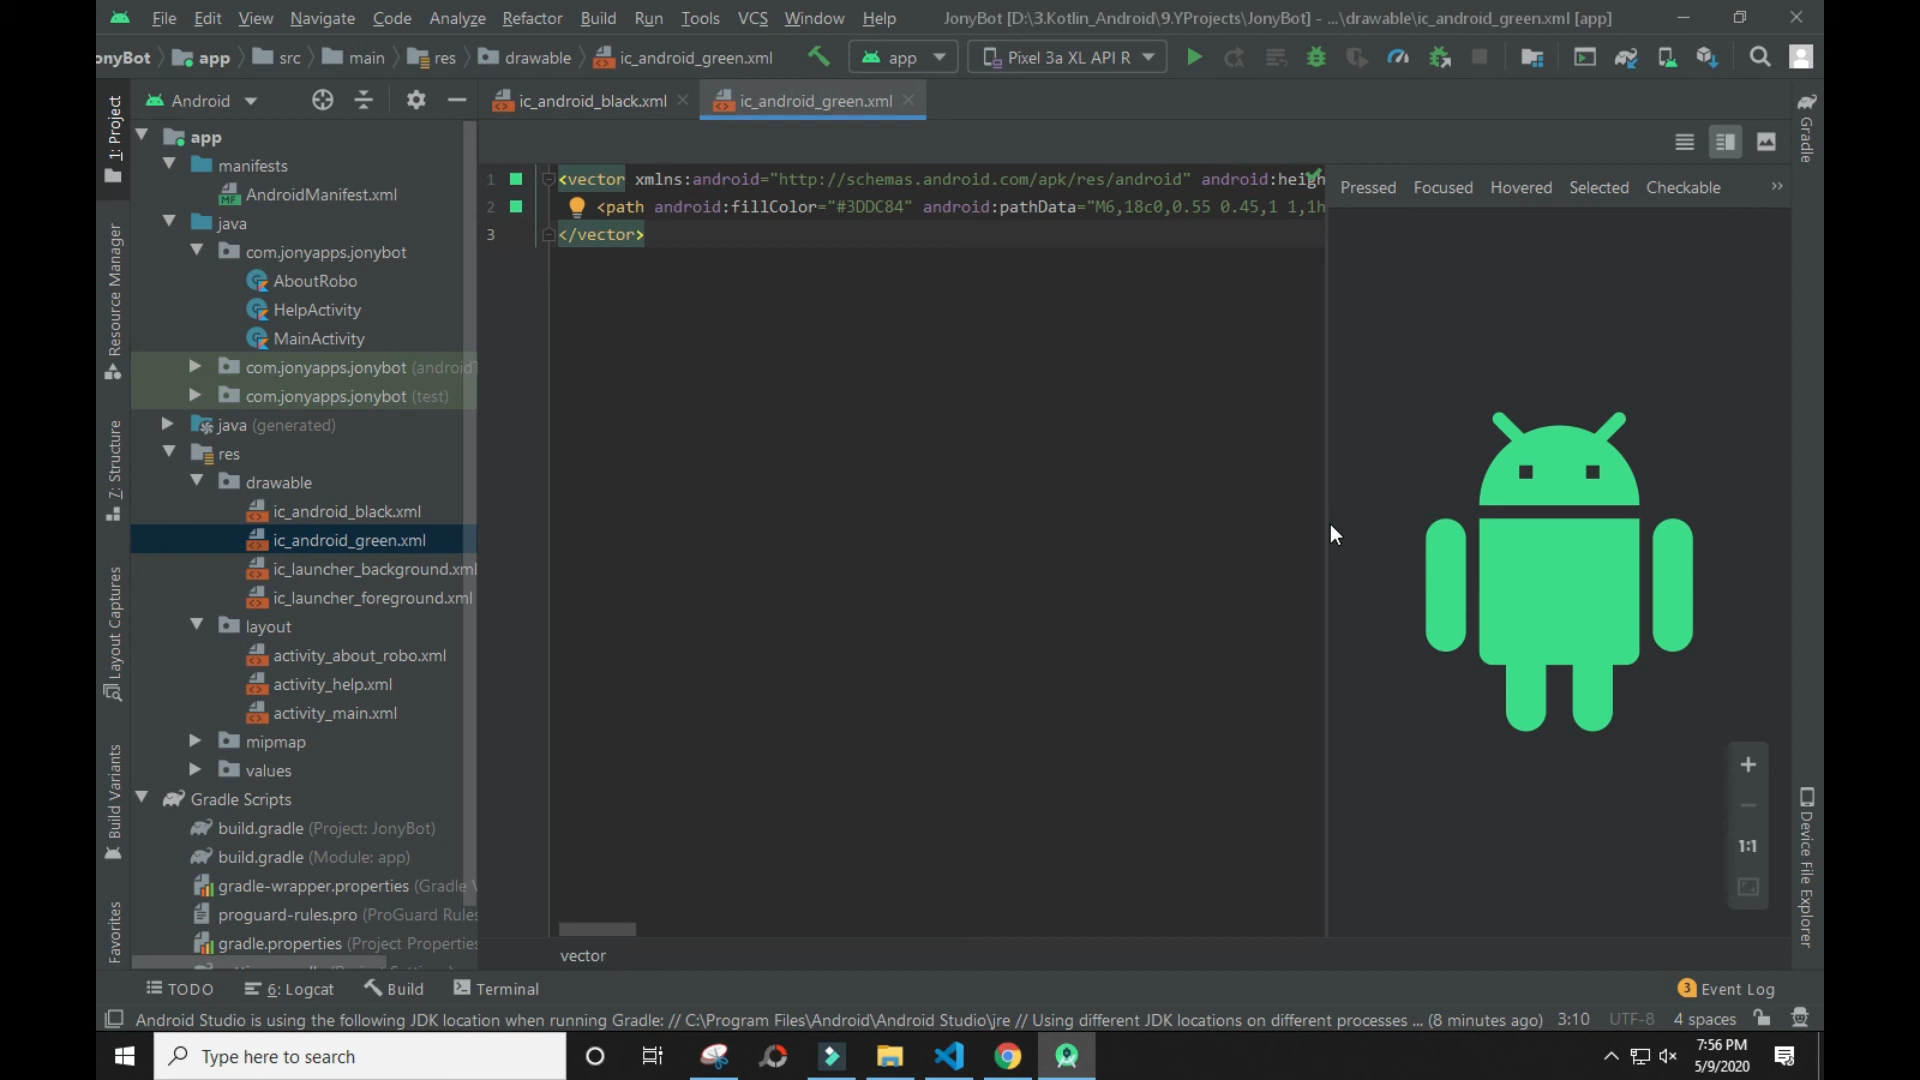 File Edit View Navigate Code Analyze Refactor Build Run Tools VCS Window Help JonyBot [D:\3.Kotlin_Android\9.YProjects\JonyBot] - ...\drawable\ic_android_green.xml [app]
onyBot app src main res drawable ic_android_green.xml app Pixel 3a XL API R
Android ic_android_black.xml ic_android_green.xml
1: Project
Resource Manager
7: Structure
Layout Captures
Build Variants
Favorites
app
manifests
AndroidManifest.xml
java
com.jonyapps.jonybot
AboutRobo
HelpActivity
MainActivity
com.jonyapps.jonybot (android
com.jonyapps.jonybot (test)
java (generated)
res
drawable
ic_android_black.xml
ic_android_green.xml
ic_launcher_background.xml
ic_launcher_foreground.xml
layout
activity_about_robo.xml
activity_help.xml
activity_main.xml
mipmap
values
Gradle Scripts
build.gradle (Project: JonyBot)
build.gradle (Module: app)
gradle-wrapper.properties (Gradle V
proguard-rules.pro (ProGuard Rules
gradle.properties (Project Properties
1 <vector xmlns:android="http://schemas.android.com/apk/res/android" android:heigh
2 <path android:fillColor="#3DDC84" android:pathData="M6,18c0,0.55 0.45,1 1,1h
3 </vector>
Pressed Focused Hovered Selected Checkable »
1:1
Gradle
Device File Explorer
vector
TODO 6: Logcat Build Terminal 3 Event Log
Android Studio is using the following JDK location when running Gradle: // C:\Program Files\Android\Android Studio\jre // Using different JDK locations on different processes ... (8 minutes ago) 3:10 UTF-8 4 spaces
Type here to search
7:56 PM
5/9/2020